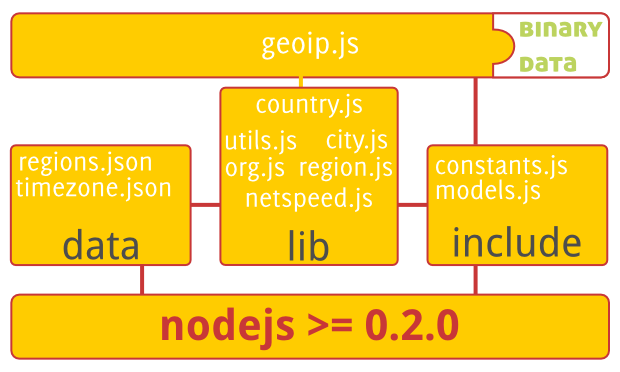 geoip.js
BINARY
DATA
country.js
utils.js city.js
org.js region.js
netspeed.js
lib
regions.json
timezone.json
data
constants.js
models.js
include
nodejs >= 0.2.0